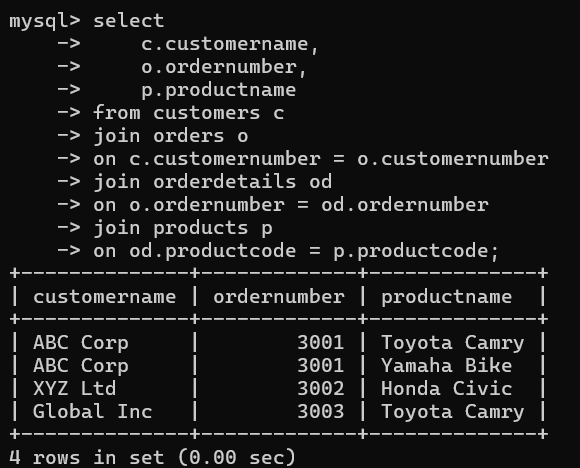 mysql> select
    ->     c.customername,
    ->     o.ordernumber,
    ->     p.productname
    -> from customers c
    -> join orders o
    -> on c.customernumber = o.customernumber
    -> join orderdetails od
    -> on o.ordernumber = od.ordernumber
    -> join products p
    -> on od.productcode = p.productcode;
+--------------+-------------+--------------+
| customername | ordernumber | productname  |
+--------------+-------------+--------------+
| ABC Corp     |        3001 | Toyota Camry |
| ABC Corp     |        3001 | Yamaha Bike  |
| XYZ Ltd      |        3002 | Honda Civic  |
| Global Inc   |        3003 | Toyota Camry |
+--------------+-------------+--------------+
4 rows in set (0.00 sec)